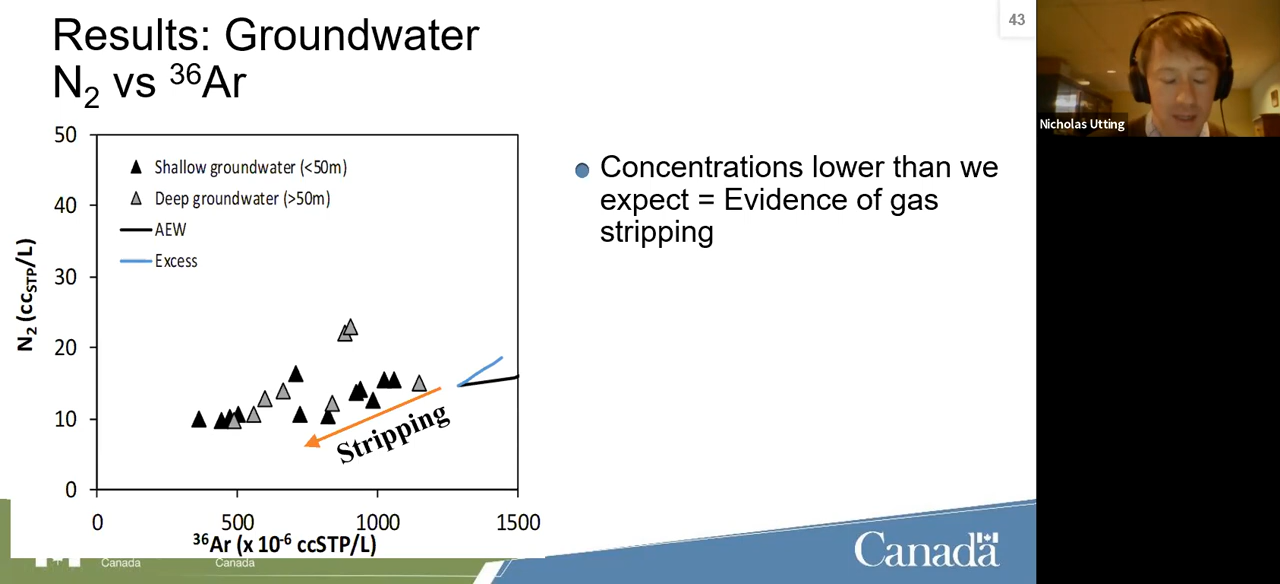 Results: Groundwater
N₂ vs ³⁶Ar
43
Nicholas Utting
50
40
30
20
10
0
N₂ (cc_STP/L)
Shallow groundwater (<50m)
Deep groundwater (>50m)
AEW
Excess
Stripping
0 500 1000 1500
³⁶Ar (x 10⁻⁶ ccSTP/L)
Concentrations lower than we
expect = Evidence of gas
stripping
Canada
Canada
Canada